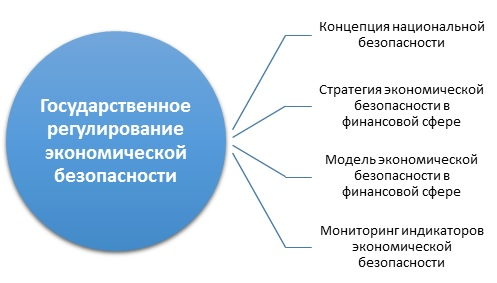 Государственное
регулирование
экономической
безопасности
Концепция национальной
безопасности
Стратегия экономической
безопасности в
финансовой сфере
Модель экономической
безопасности в
финансовой сфере
Мониторинг индикаторов
экономической
безопасности